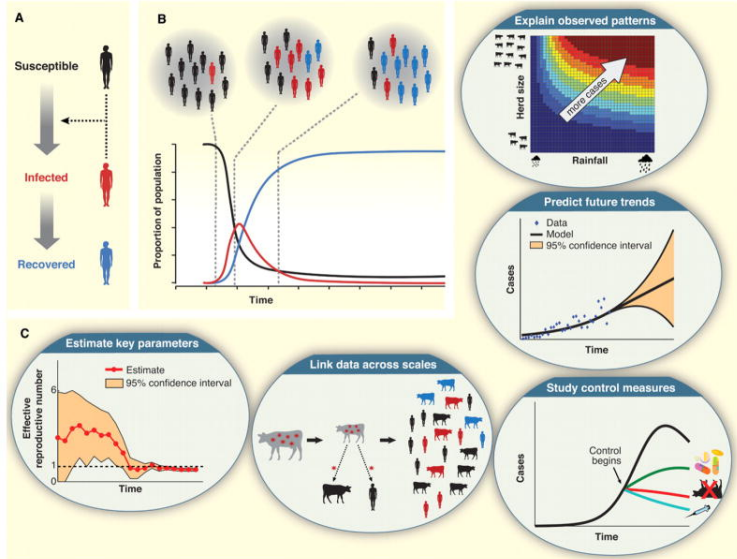 A
Susceptible
Infected
Recovered
B
Proportion of population
Time
C
Estimate key parameters
Effective
reproductive number
6
1
0
Estimate
95% confidence interval
Time
Link data across scales
Explain observed patterns
Herd size
more cases
Rainfall
Predict future trends
Cases
Data
Model
95% confidence interval
Time
Study control measures
Cases
Control
begins
Time